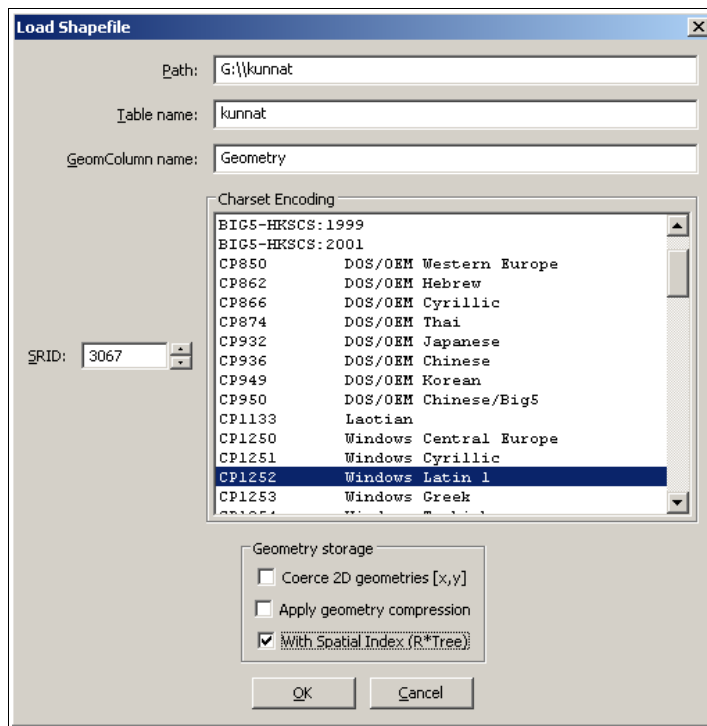 Load Shapefile
Path: G:\\kunnat
Table name: kunnat
GeomColumn name: Geometry
Charset Encoding
BIG5-HKSCS:1999
BIG5-HKSCS:2001
CP850 DOS/OEM Western Europe
CP862 DOS/OEM Hebrew
CP866 DOS/OEM Cyrillic
CP874 DOS/OEM Thai
CP932 DOS/OEM Japanese
CP936 DOS/OEM Chinese
CP949 DOS/OEM Korean
CP950 DOS/OEM Chinese/Big5
CP1133 Laotian
CP1250 Windows Central Europe
CP1251 Windows Cyrillic
CP1252 Windows Latin 1
CP1253 Windows Greek
SRID: 3067
Geometry storage
Coerce 2D geometries [x,y]
Apply geometry compression
With Spatial Index (R*Tree)
OK Cancel